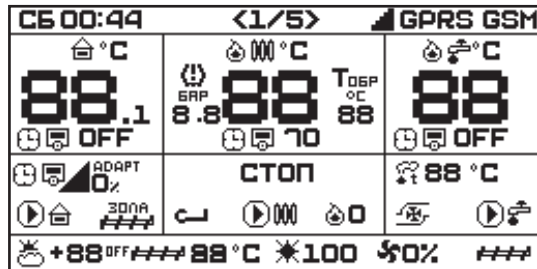 СБ 00:44 <1/5> GPRS GSM
°C °C °C
88.1 БАР 8.8 88 TОБР °C 88 88
OFF 70 OFF
ADAPT 0% СТОП t 88 °C
ЗОЛА 0
+88 OFF 88 °C 100 0%